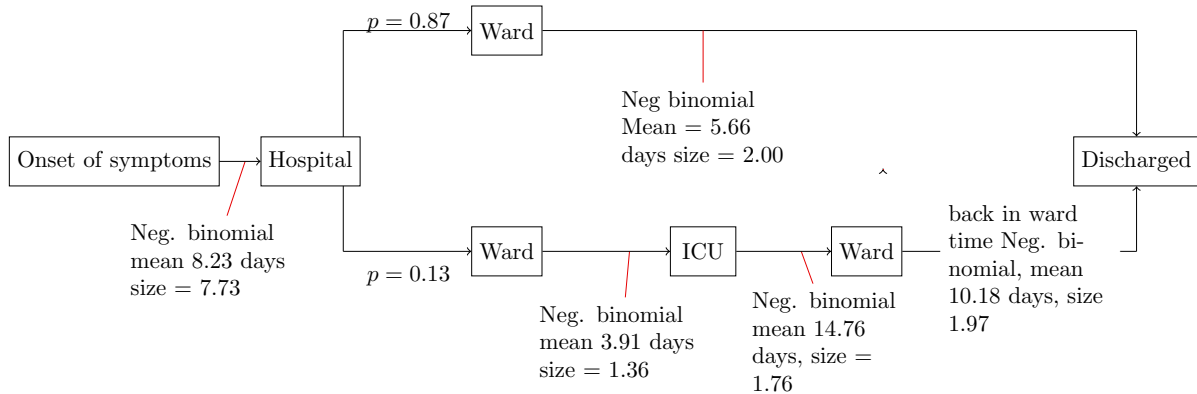 p = 0.87
Ward
Neg binomial
Mean = 5.66
days size = 2.00
Onset of symptoms
Hospital
Discharged
Neg. binomial
mean 8.23 days
size = 7.73
p = 0.13
Ward
ICU
Ward
back in ward
time Neg. bi-
nomial, mean
10.18 days, size
1.97
Neg. binomial
mean 3.91 days
size = 1.36
Neg. binomial
mean 14.76
days, size =
1.76